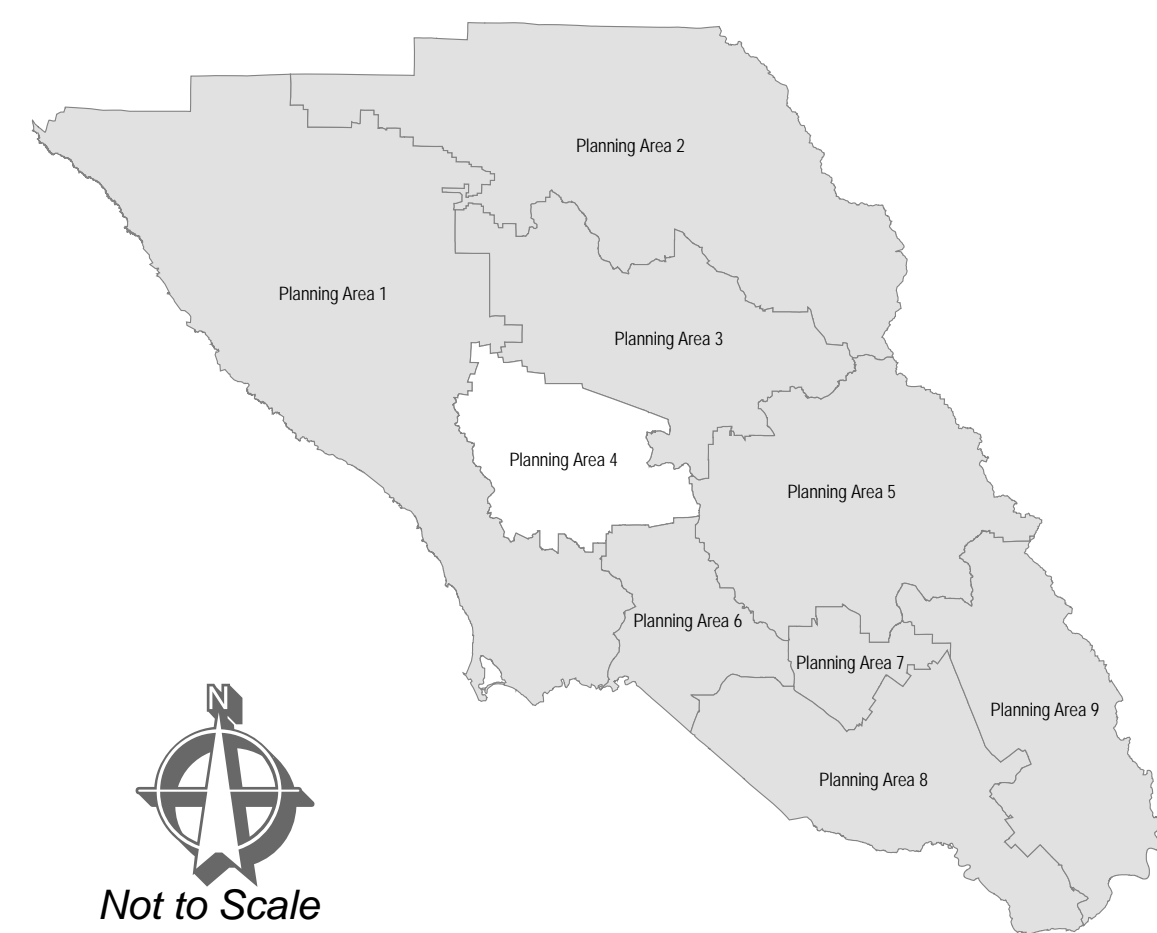 Planning Area 2
Planning Area 1
Planning Area 3
Planning Area 4
Planning Area 5
Planning Area 6
Planning Area 7
Planning Area 9
Planning Area 8
N
Not to Scale